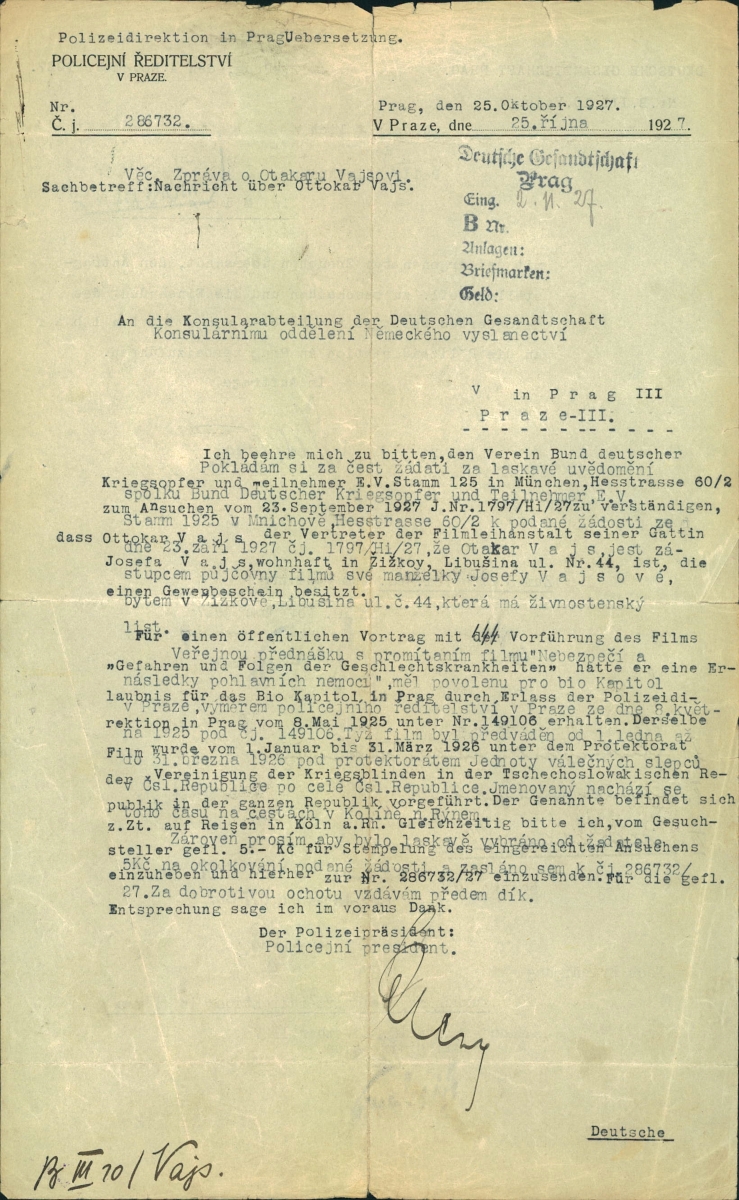 Polizeidirektion in Prag Uebersetzung.
POLICEJNÍ ŘEDITELSTVÍ
V PRAZE.
Nr.
Prag, den 25.Oktober 1927.
Č. j. 286732.
V Praze, dne 25.října 1927.
Věc. Zpráva o Otakaru Vajsovi.
Sachbetreff:Nachricht über Ottokar Vajs.
Deutsche Gesandtschaft
Prag
Eing. 2. 11. 27.
B Nr.
Anlagen:
Briefmarken:
Geld:
An die Konsularabteilung der Deutschen Gesandtschaft
Konsulárnímu oddělení Německého vyslanectví
V in Prag III
Praze-III.
Ich beehre mich zu bitten,den Verein Bund deutscher
Pokládám si za čest žádati za laskavé uvědomění
Kriegsopfer und Teilnehmer E.V.Stamm 125 in München,Hesstrasse 60/2
spolku Bund Deutscher Kriegsopfer und Teilnehmer,E.V.
zum Ansuchen vom 23.September 1927 J.Nr.1797/Hi/27zu verständigen,
Stamm 1925 v Mnichově,Hesstrasse 60/2 k podané žádosti ze
dass Ottokar V a j s der Vertreter der Filmleihanstalt seiner Gattin
dne 23.září 1927 čj. 1797/Hi/27,že Otakar V a j s,jest zá-
Josefa V a j s,wohnhaft in Žižkov, Libušina ul. Nr.44, ist, die
stupcem půjčovny filmů své manželky Josefy V a j s o v é,
einen Gewerbeschein besitzt.
bytem v Žižkově,Libušina ul.č.44,která má živnostenský
list.
Für einen öffentlichen Vortrag mit Vorführung des Films
Veřejnou přednášku s promítaním filmu"Nebezpečí a
„Gefahren und Folgen der Geschlechtskrankheiten" hatte er eine Er-
následky pohlavních nemocí",měl povolenu pro bio Kapitol
laubnis für das Bio Kapitol in Prag durch Erlass der Polizeidi-
v Praze,výměrem policejního ředitelství v Praze ze dne 8.květ-
rektion in Prag vom 8.Mai 1925 unter Nr.149106 erhalten.Derselbe
na 1925 pod čj. 149106.Týž film byl předváděn od 1.ledna až
Film wurde vom 1.Januar bis 31.März 1926 unter dem Protektorat
do 31.března 1926 pod protektorátem Jednoty válečných slepců
der Vereinigung der Kriegsblinden in der Tschechoslowakischen Re-
v Čsl.Republice po celé Čsl.Republice.Jmenovaný nachází se
publik in der ganzen Republik vorgeführt.Der Genannte befindet sich
toho času na cestách v Kolíně n.Rýnem.
z.Zt. auf Reisen in Köln a.Rh. Gleichzeitig bitte ich,vom Gesuch-
Zároveň prosím aby bylo laskavě vybráno od žadatele
steller gefl. 5.- Kč für Stempelung des eingereichten Ansuchens
5Kč na okolkování podané žádosti a zasláno sem k čj.286732/
einzuheben und hierher zur Nr. 286732/27 einzusenden.Für die gefl.
27.Za dobrotivou ochotu vzdávám předem dík.
Entsprechung sage ich im voraus Dank.
Der Polizeipräsident:
Policejní president.
Deutsche
B III 10/ Vajs.